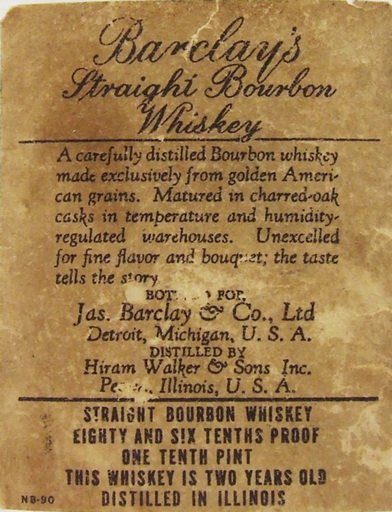 Barclay's
Straight Bourbon
Whiskey
A carefully distilled Bourbon whiskey
made exclusively from golden Ameri-
can grains. Matured in charred-oak
casks in temperature and humidity-
regulated warehouses. Unexcelled
for fine flavor and bouquet; the taste
tells the story
FOR
Jas. Barclay & Co., Ltd
Detroit, Michigan, U. S. A.
DISTILLED BY
Hiram Walker & Sons Inc.
Illinois, U. S. A.
STRAIGHT BOURBON WHISKEY
EIGHTY AND SIX TENTHS PROOF
ONE TENTH PINT
THIS WHISKEY IS TWO YEARS OLD
NB-90 DISTILLED IN ILLINOIS